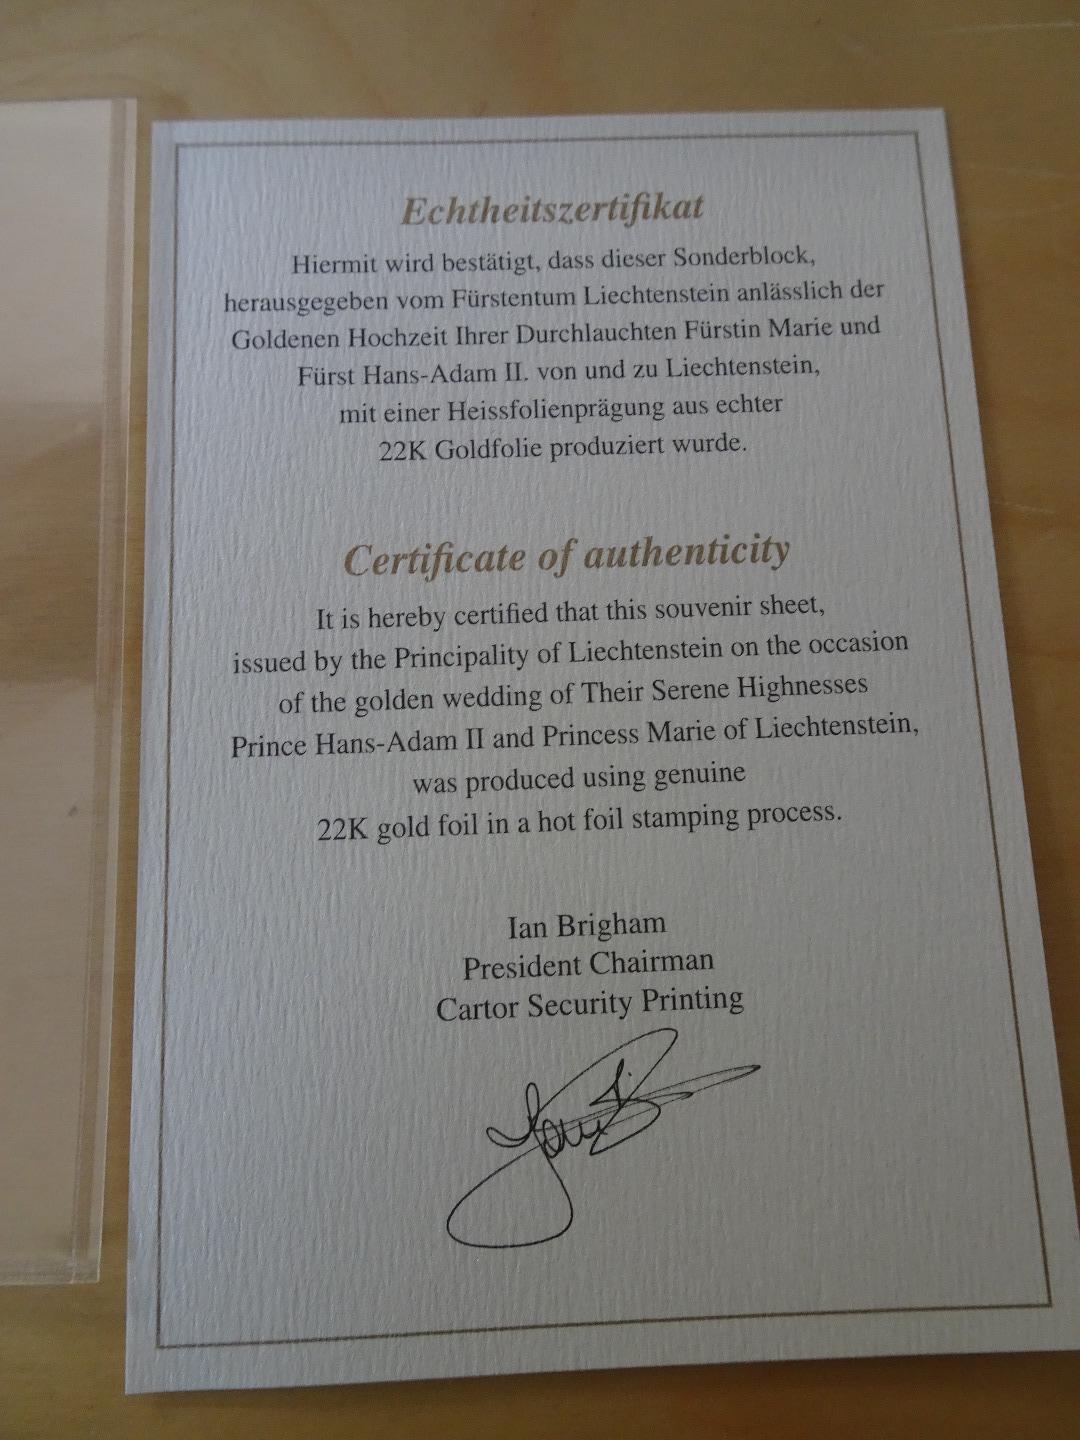 Echtheitszertifikat
Hiermit wird bestätigt, dass dieser Sonderblock,
herausgegeben vom Fürstentum Liechtenstein anlässlich der
Goldenen Hochzeit Ihrer Durchlauchten Fürstin Marie und
Fürst Hans-Adam II. von und zu Liechtenstein,
mit einer Heissfolienprägung aus echter
22K Goldfolie produziert wurde.
Certificate of authenticity
It is hereby certified that this souvenir sheet,
issued by the Principality of Liechtenstein on the occasion
of the golden wedding of Their Serene Highnesses
Prince Hans-Adam II and Princess Marie of Liechtenstein,
was produced using genuine
22K gold foil in a hot foil stamping process.
Ian Brigham
President Chairman
Cartor Security Printing